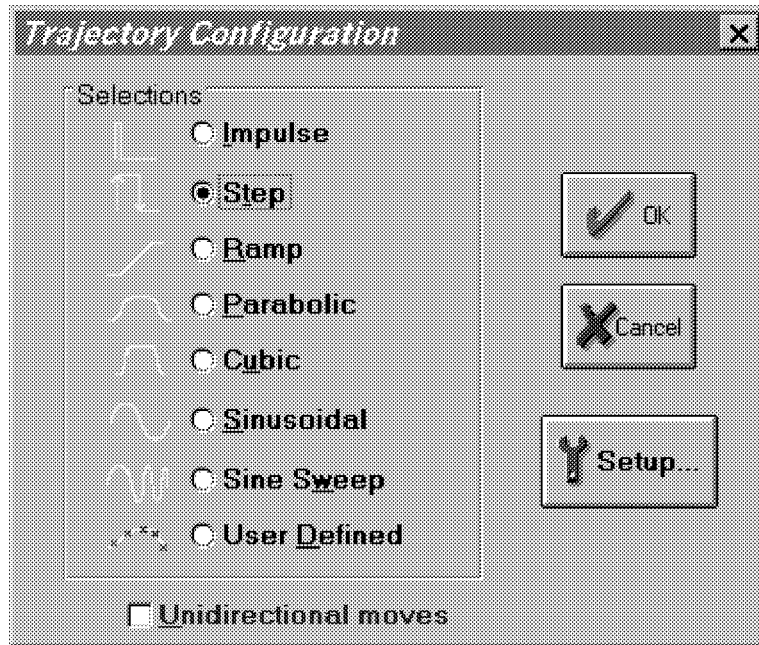 Trajectory Configuration
Selections
Impulse
Step
Ramp
Parabolic
Cubic
Sinusoidal
Sine Sweep
User Defined
OK
Cancel
Setup...
Unidirectional moves